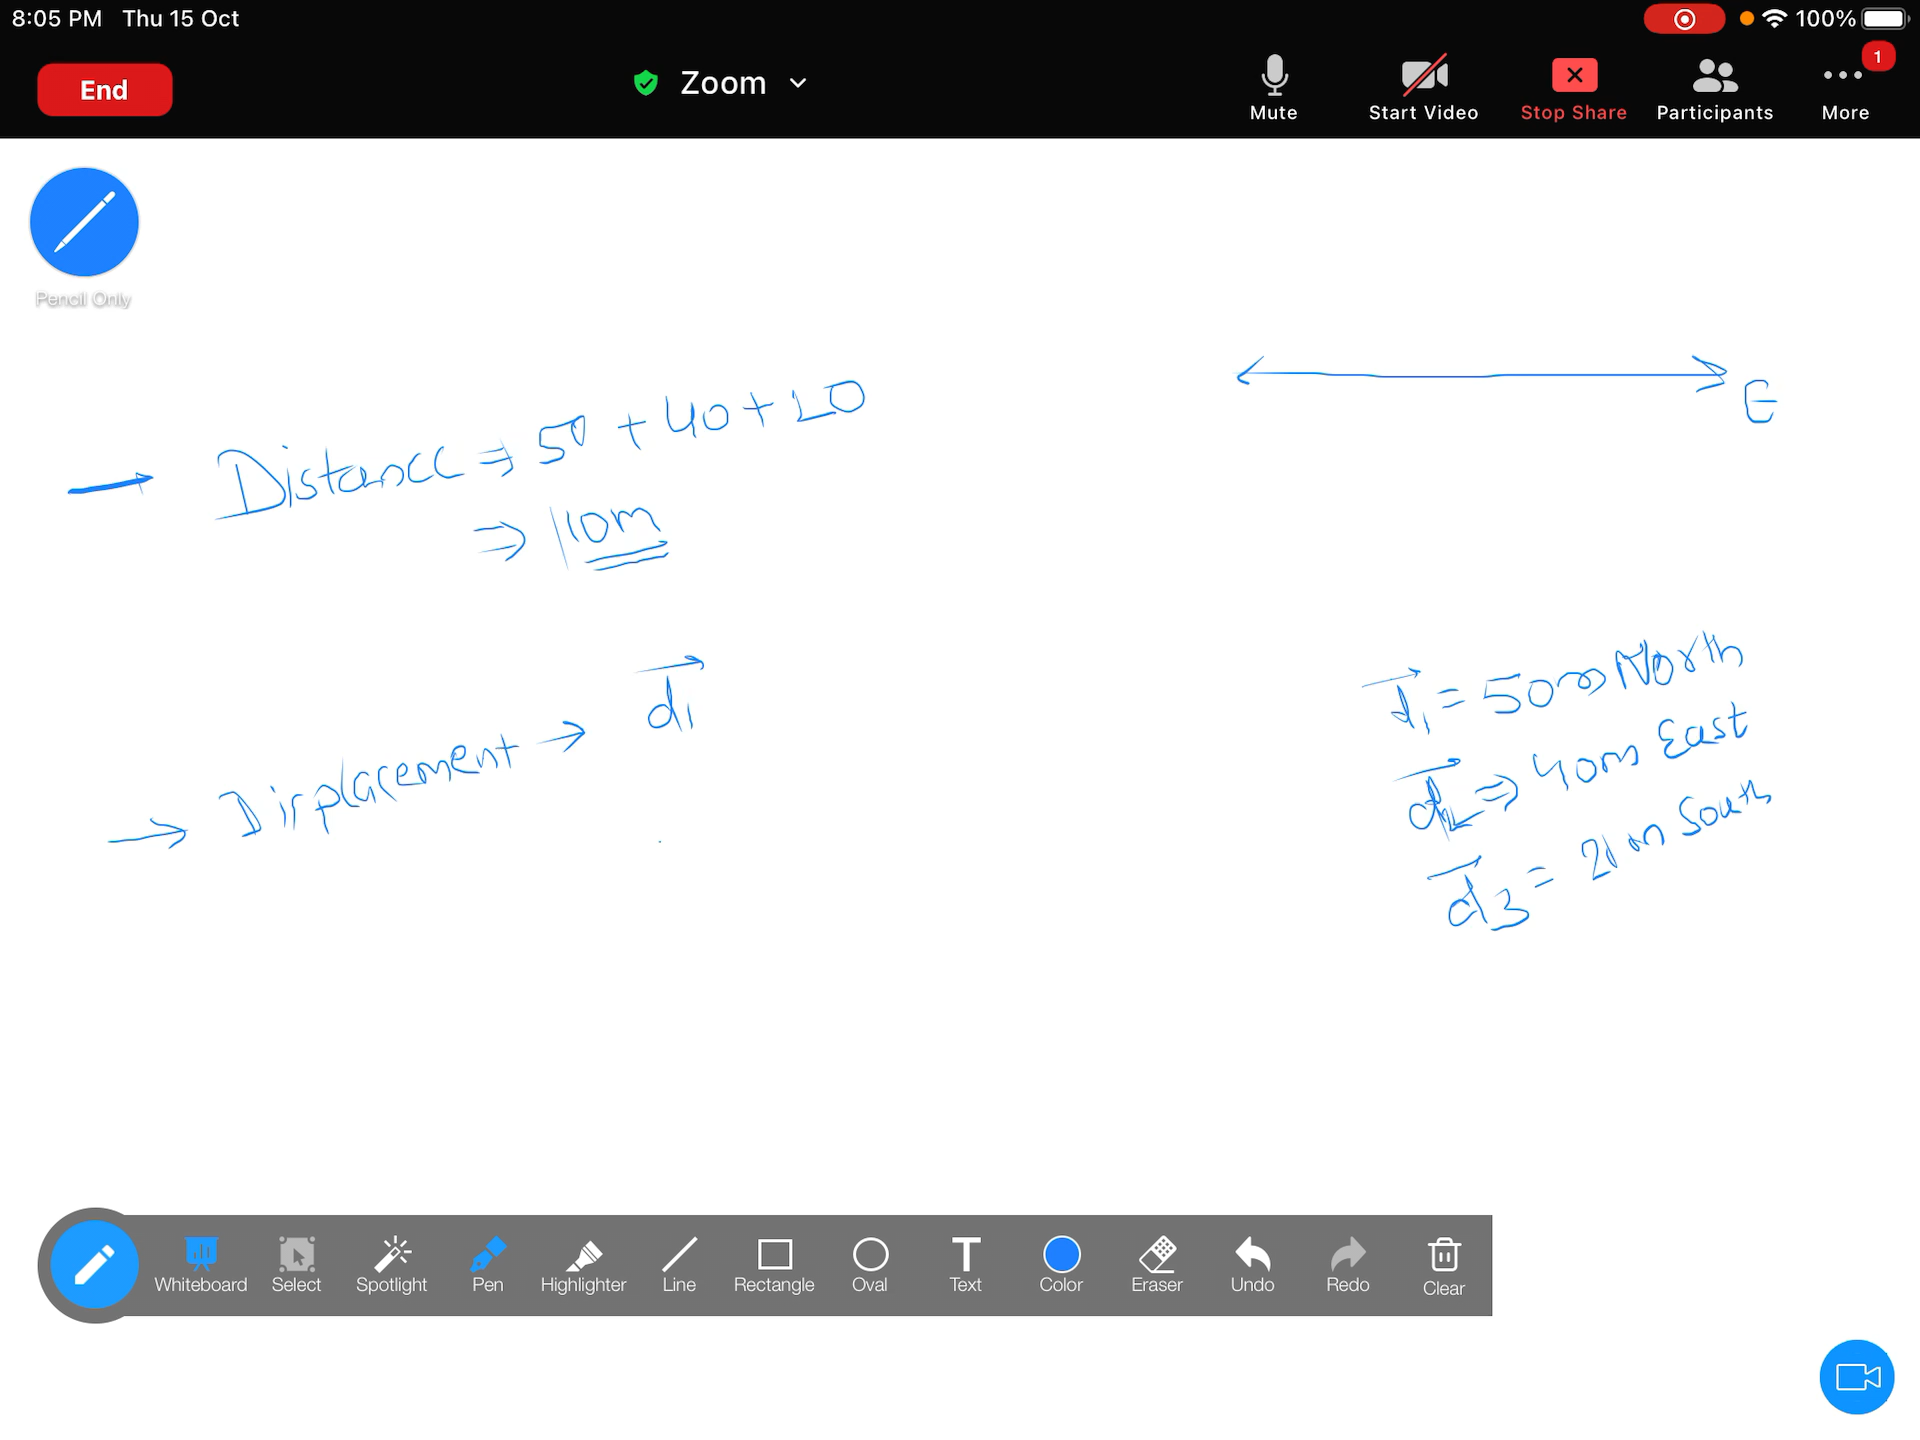 8:05 PM Thu 15 Oct
100%
End
Zoom
Mute
Start Video
Stop Share
Participants
More
1
Pencil Only
E
Distance ⇒ 50 + 40 + 20
⇒ 110m
d₁ = 50m North
d₂ ⇒ 40m East
d₃ = 20m South
Displacement → d₁
Whiteboard
Select
Spotlight
Pen
Highlighter
Line
Rectangle
Oval
T
Text
Color
Eraser
Undo
Redo
Clear